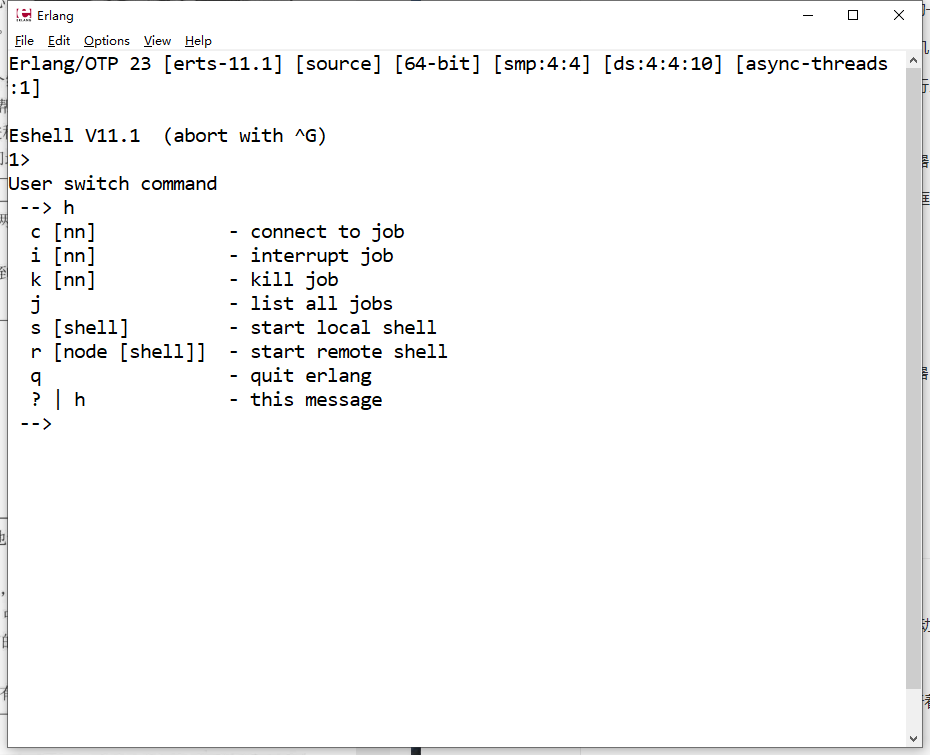 Erlang
File Edit Options View Help
Erlang/OTP 23 [erts-11.1] [source] [64-bit] [smp:4:4] [ds:4:4:10] [async-threads
:1]
Eshell V11.1  (abort with ^G)
1>
User switch command
 --> h
  c [nn]            - connect to job
  i [nn]            - interrupt job
  k [nn]            - kill job
  j                 - list all jobs
  s [shell]         - start local shell
  r [node [shell]]  - start remote shell
  q                 - quit erlang
  ? | h             - this message
 -->